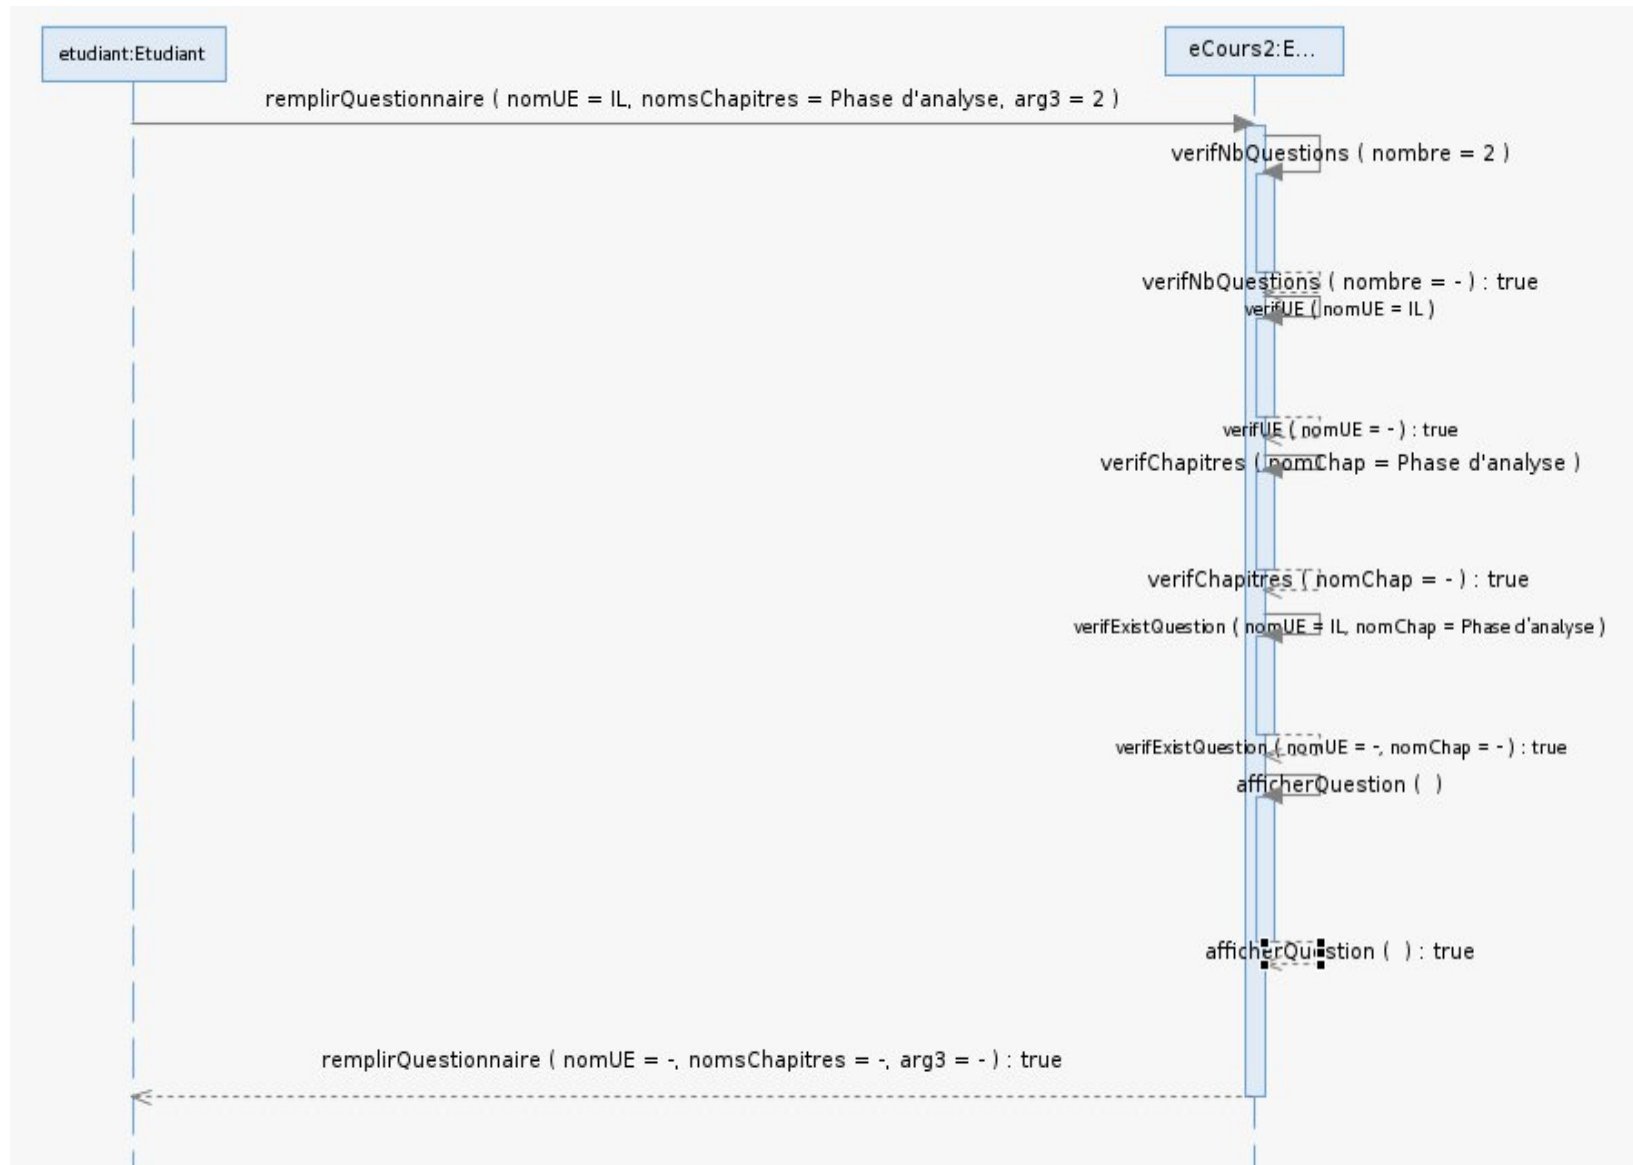 etudiant:Etudiant
eCours2:E...
remplirQuestionnaire ( nomUE = IL, nomsChapitres = Phase d'analyse, arg3 = 2 )
verifNbQuestions ( nombre = 2 )
verifNbQuestions ( nombre = - ) : true
verifUE ( nomUE = IL )
verifUE ( nomUE = - ) : true
verifChapitres ( nomChap = Phase d'analyse )
verifChapitres ( nomChap = - ) : true
verifExistQuestion ( nomUE = IL, nomChap = Phase d'analyse )
verifExistQuestion ( nomUE = -, nomChap = - ) : true
afficherQuestion ( )
afficherQuestion ( ) : true
remplirQuestionnaire ( nomUE = -, nomsChapitres = -, arg3 = - ) : true